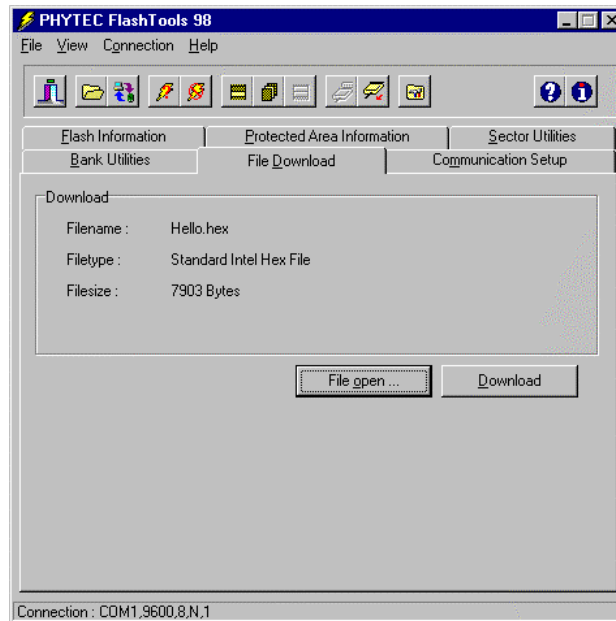 PHYTEC FlashTools 98
File View Connection Help
Flash Information Protected Area Information Sector Utilities
Bank Utilities File Download Communication Setup
Download
Filename : Hello.hex
Filetype : Standard Intel Hex File
Filesize : 7903 Bytes
File open ... Download
Connection : COM1,9600,8,N,1